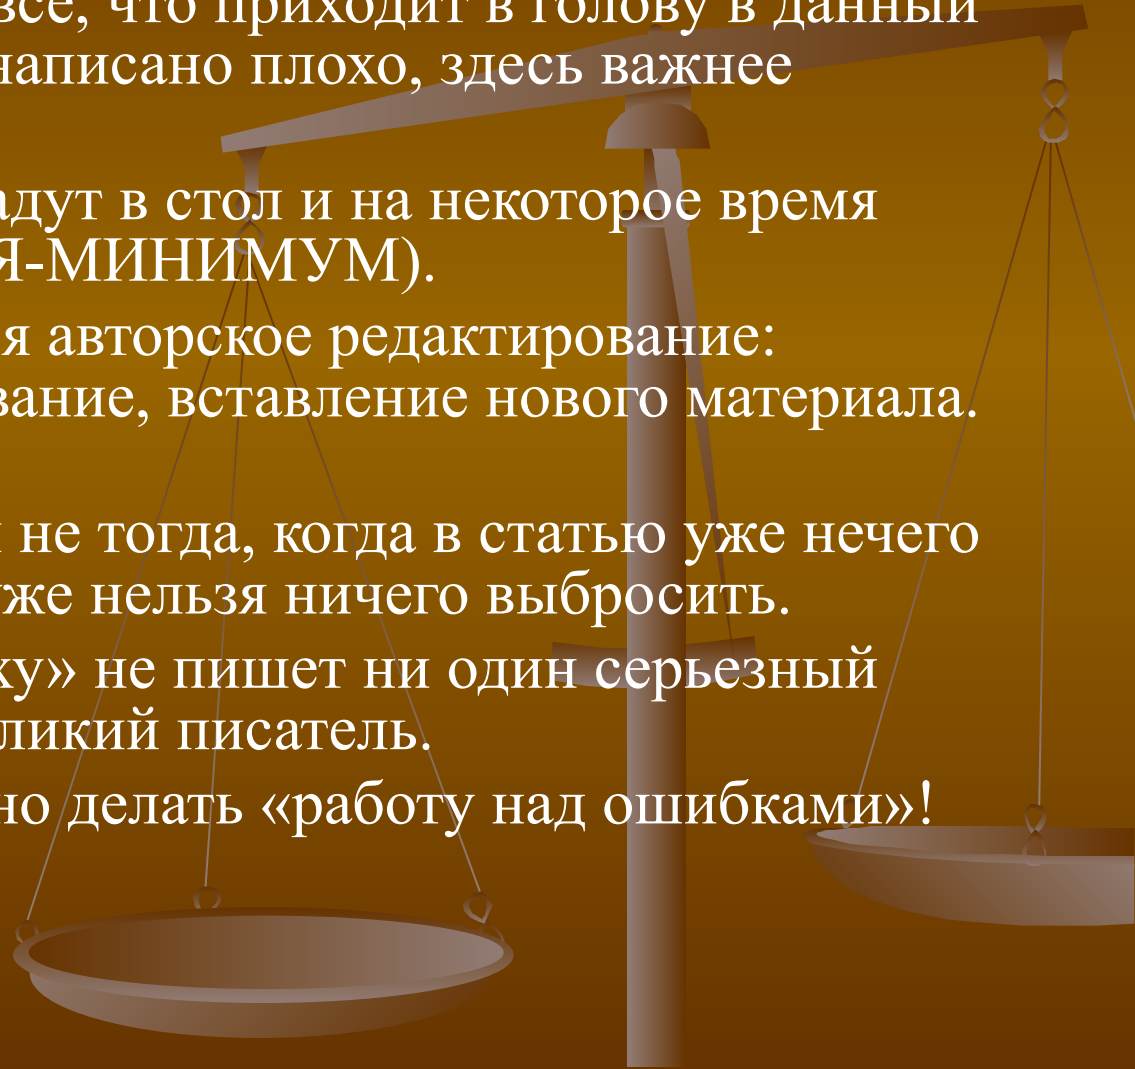 все, что приходит в голову в данный
написано плохо, здесь важнее
адут в стол и на некоторое время
Я-МИНИМУМ).
я авторское редактирование:
вание, вставление нового материала.
не тогда, когда в статью уже нечего
уже нельзя ничего выбросить.
ху» не пишет ни один серьезный
ликий писатель.
но делать «работу над ошибками»!